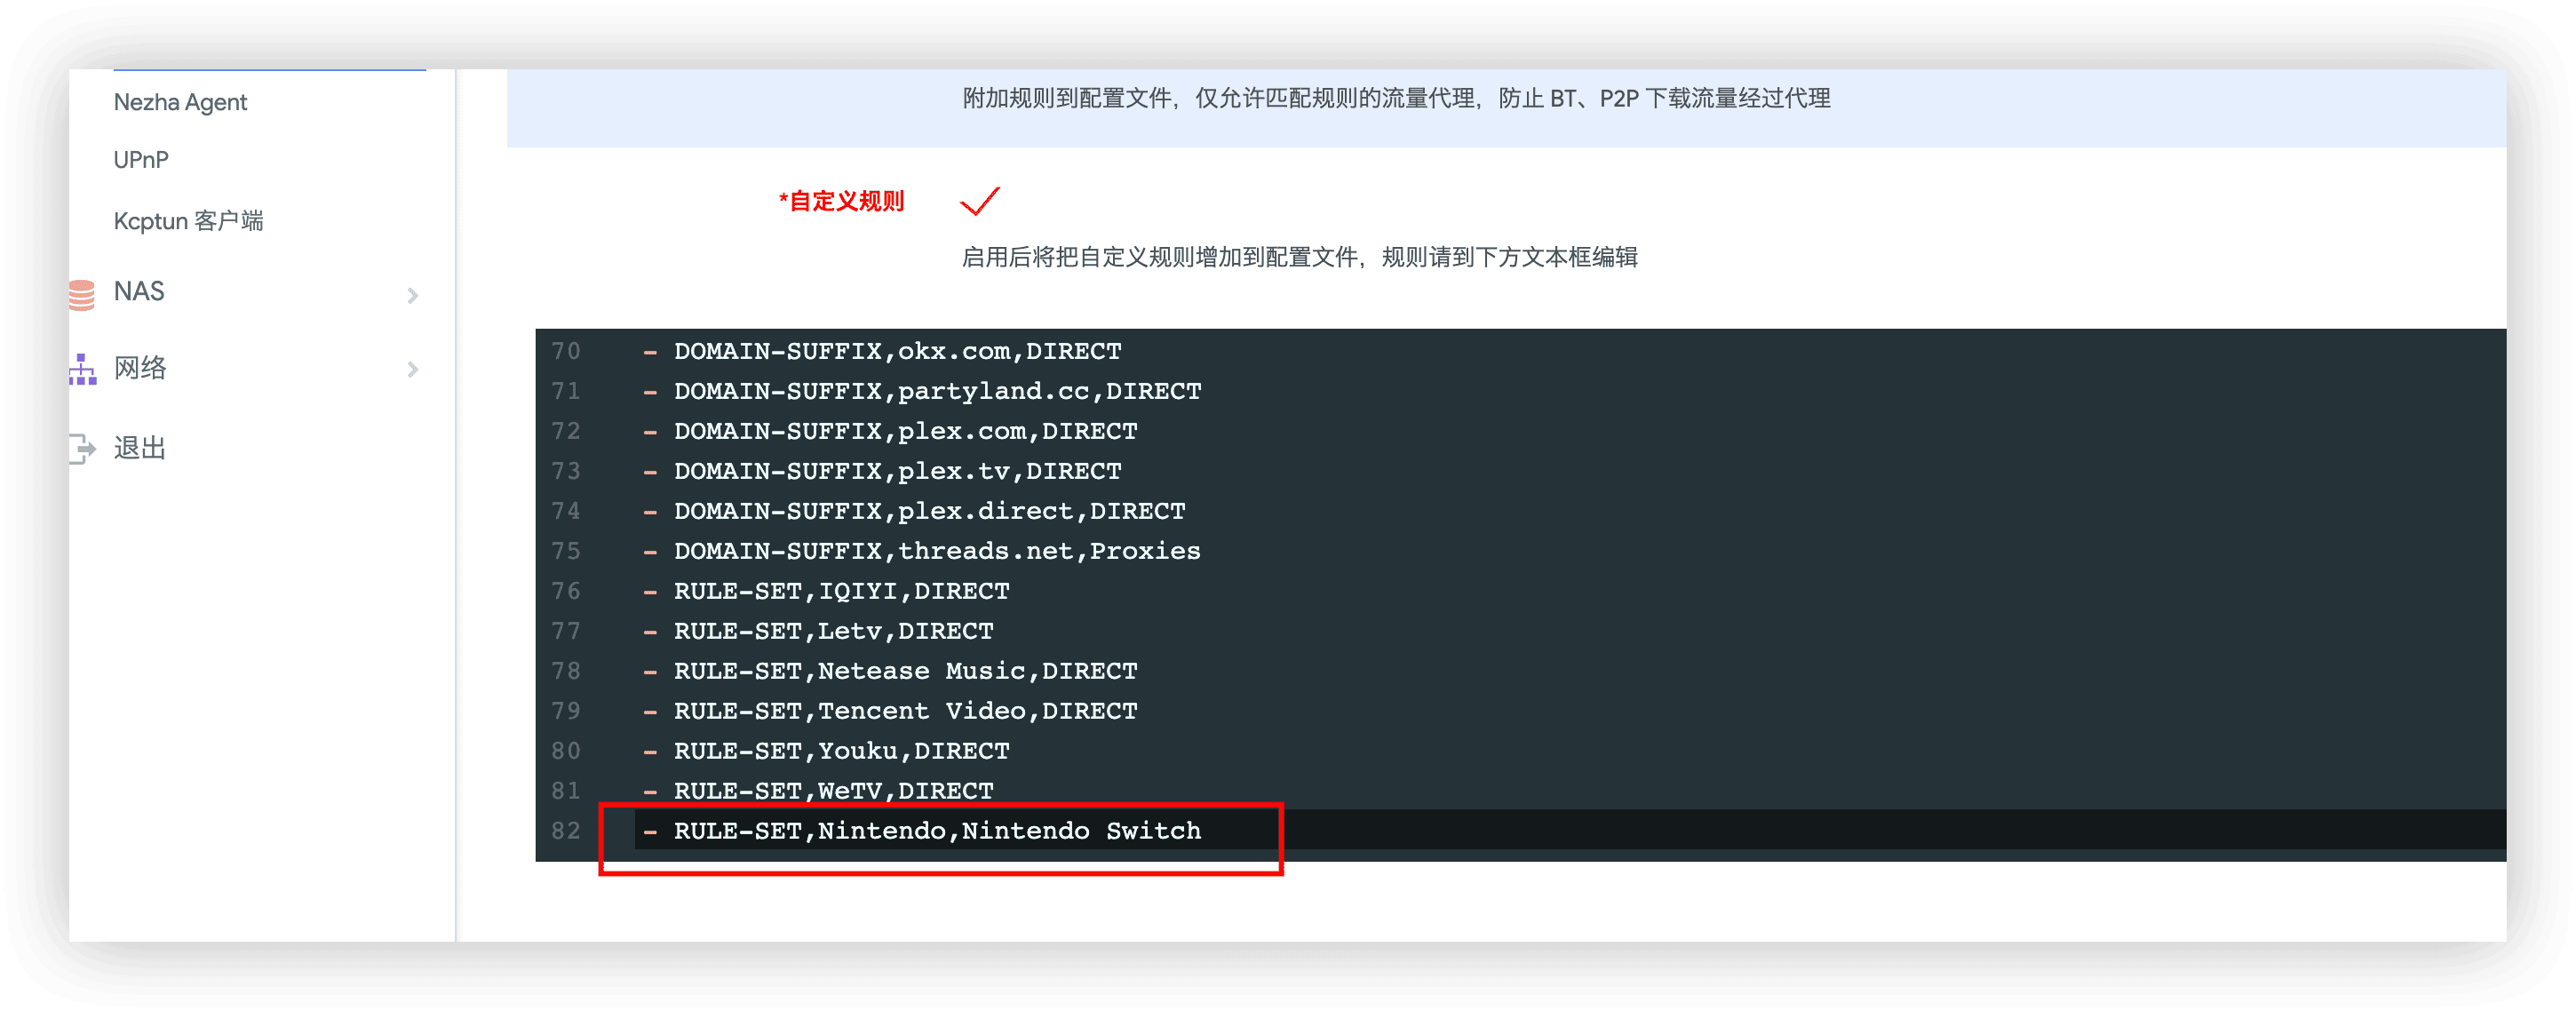 Nezha Agent
UPnP
Kcptun 客户端
NAS
网络
退出
附加规则到配置文件，仅允许匹配规则的流量代理，防止 BT、P2P 下载流量经过代理
*自定义规则
启用后将把自定义规则增加到配置文件，规则请到下方文本框编辑
70 - DOMAIN-SUFFIX,okx.com,DIRECT
71 - DOMAIN-SUFFIX,partyland.cc,DIRECT
72 - DOMAIN-SUFFIX,plex.com,DIRECT
73 - DOMAIN-SUFFIX,plex.tv,DIRECT
74 - DOMAIN-SUFFIX,plex.direct,DIRECT
75 - DOMAIN-SUFFIX,threads.net,Proxies
76 - RULE-SET,IQIYI,DIRECT
77 - RULE-SET,Letv,DIRECT
78 - RULE-SET,Netease Music,DIRECT
79 - RULE-SET,Tencent Video,DIRECT
80 - RULE-SET,Youku,DIRECT
81 - RULE-SET,WeTV,DIRECT
82 - RULE-SET,Nintendo,Nintendo Switch